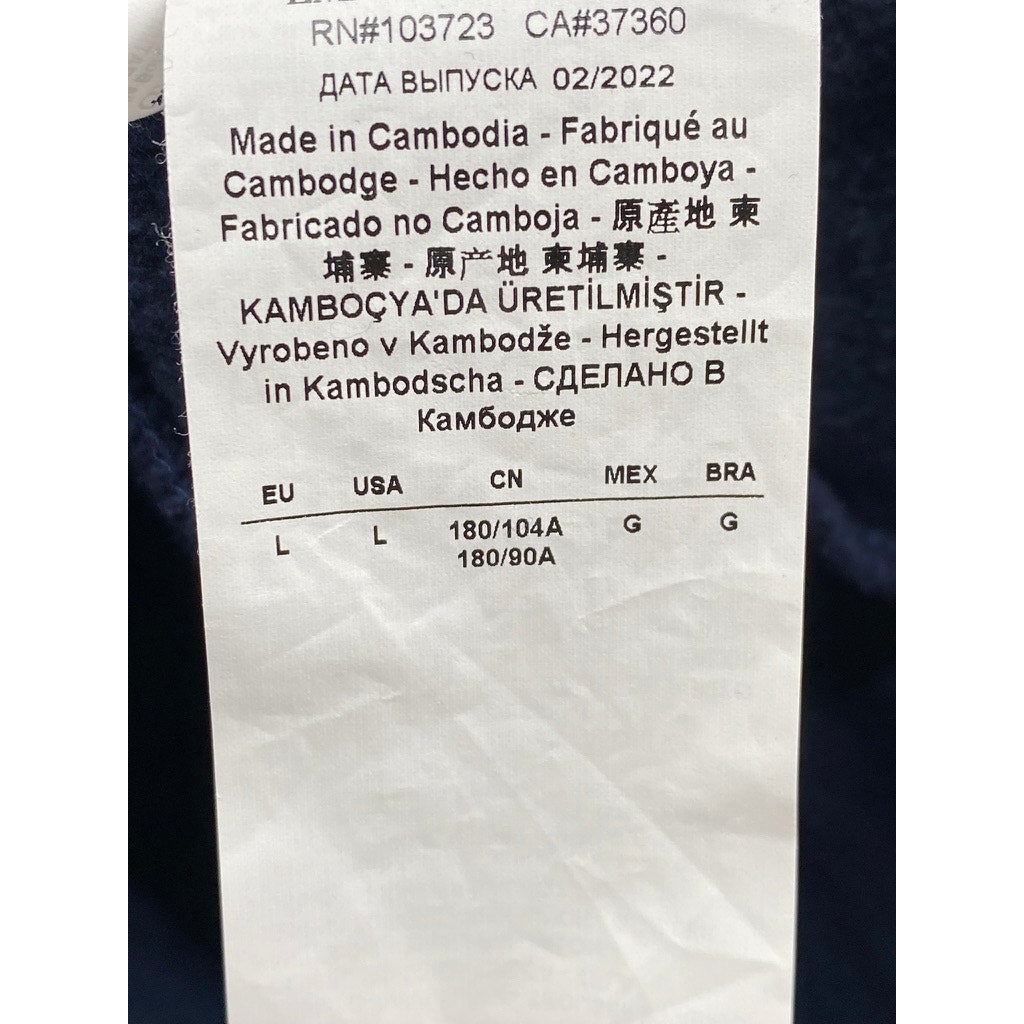 RN#103723 CA#37360
ДАТА ВЫПУСКА 02/2022
Made in Cambodia - Fabriqué au
Cambodge - Hecho en Camboya -
Fabricado no Camboja - 原產地 柬
埔寨 - 原产地 柬埔寨 -
KAMBOÇYA'DA ÜRETİLMİŞTİR -
Vyrobeno v Kambodže - Hergestellt
in Kambodscha - СДЕЛАНО В
Камбодже
EU USA CN MEX BRA
L L 180/104A G G
180/90A